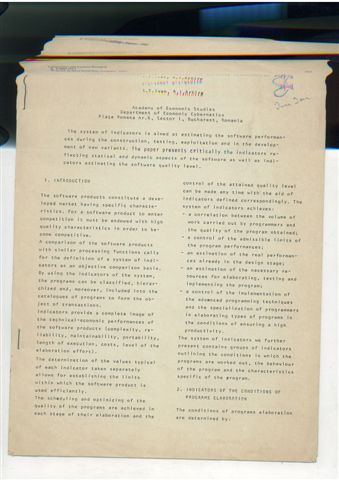 Academy of Economic Studies
Department of Economic Cybernetics
Piata Romana nr.6, Sector 1, Bucharest, Romania
The system of indicators is aimed at estimating the software performan-
ces during the construction, testing, exploitation and in the develop-
ment of new variants. The paper presents critically the indicators re-
flecting statical and dynamic aspects of the software as well as indi-
cators estimating the software quality level.
1. INTRODUCTION
The software products constitute a deve-
loped market having specific character-
istics. For a software product to enter
competition it must be endowed with high
quality characteristics in order to be-
come competitive.
A comparison of the software products
with similar processing functions calls
for the definition of a system of indi-
cators as an objective comparison basis.
By using the indicators of the system,
the programs can be classified, hierar-
chized and, moreover, included into the
catalogues of programs to form the obj-
ect of transactions.
Indicators provide a complete image of
the technical-economic performances of
the software products (complexity, re-
liability, maintainability, portability,
length of execution, costs, level of the
elaboration effort).
The determination of the values typical
of each indicator taken separately
allows for establishing the limits
within which the software product is
used efficiently.
The scheduling and optimizing of the
quality of the programs are achieved in
each stage of their elaboration and the
control of the attained quality level
can be made any time with the aid of
indicators defined correspondingly. The
system of indicators achieves:
- a correlation between the volume of
work carried out by programmers and
the quality of the program obtained;
- a control of the admissible limits of
the program performances;
- an estimation of the real performan-
ces already in the design stage;
- an estimation of the necessary re-
sources for elaborating, testing and
implementing the program;
- a control of the implementation of
the advanced programming techniques
and the specialization of programmers
in elaborating types of programs in
the conditions of ensuring a high
productivity.
The system of indicators we further
present contains groups of indicators
outlining the conditions in which the
programs are worked out, the behaviour
of the program and the characteristics
specific of the program.
2. INDICATORS OF THE CONDITIONS OF
PROGRAMS ELABORATION
The conditions of programs elaboration
are determined by: